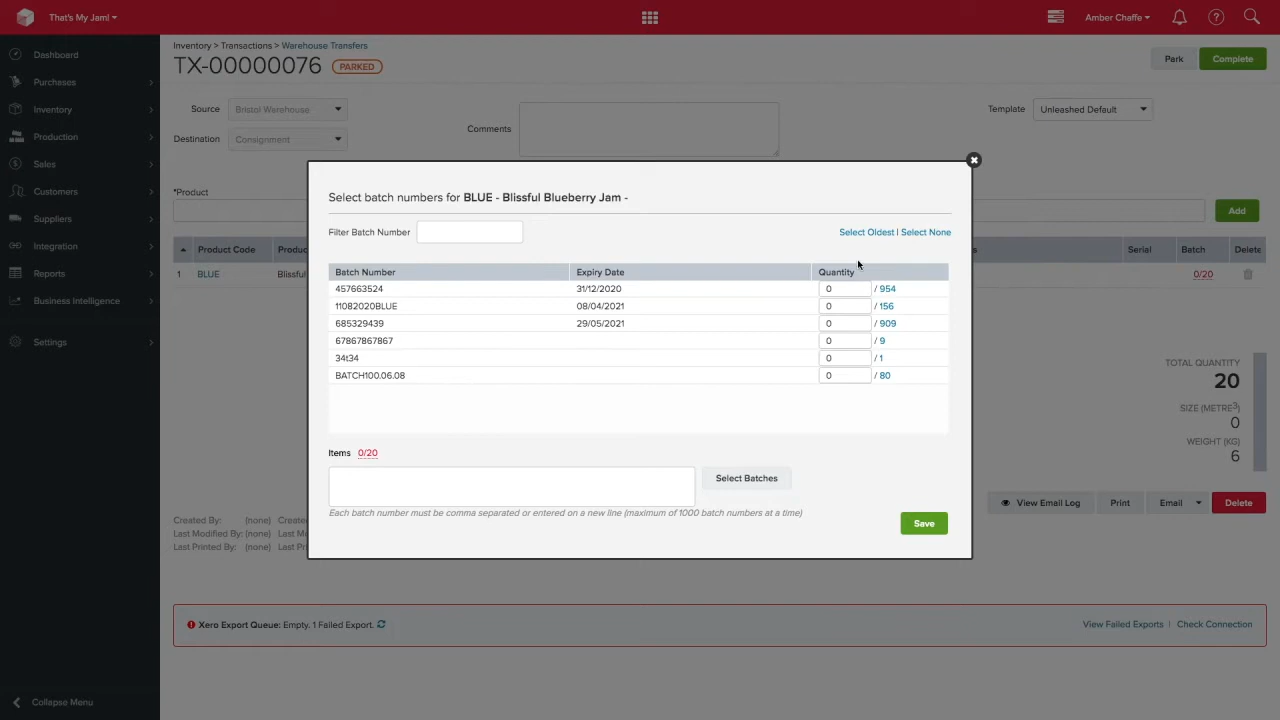 That's My Jam!
Amber Chaffe
Dashboard
Purchases
Inventory
Production
Sales
Customers
Suppliers
Integration
Reports
Business Intelligence
Settings
Collapse Menu
Inventory > Transactions > Warehouse Transfers
TX-00000076 PARKED
Park Complete
Source Bristol Warehouse
Destination Consignment
Comments
Template Unleashed Default
*Product
Add
Product Code Produc Serial Batch Delete
1 BLUE Blissful 0/20
TOTAL QUANTITY
20
SIZE (METRE3)
0
WEIGHT (KG)
6
View Email Log Print Email Delete
Created By: (none) Create
Last Modified By: (none) Last M
Last Printed By: (none) Last Pr
Xero Export Queue: Empty. 1 Failed Export.
View Failed Exports | Check Connection
Select batch numbers for BLUE - Blissful Blueberry Jam -
Filter Batch Number
Select Oldest | Select None
Batch Number Expiry Date Quantity
457663524 31/12/2020 0 / 954
11082020BLUE 08/04/2021 0 / 156
685329439 29/05/2021 0 / 909
67867867867 0 / 9
34t34 0 / 1
BATCH100.06.08 0 / 80
Items 0/20
Select Batches
Each batch number must be comma separated or entered on a new line (maximum of 1000 batch numbers at a time)
Save